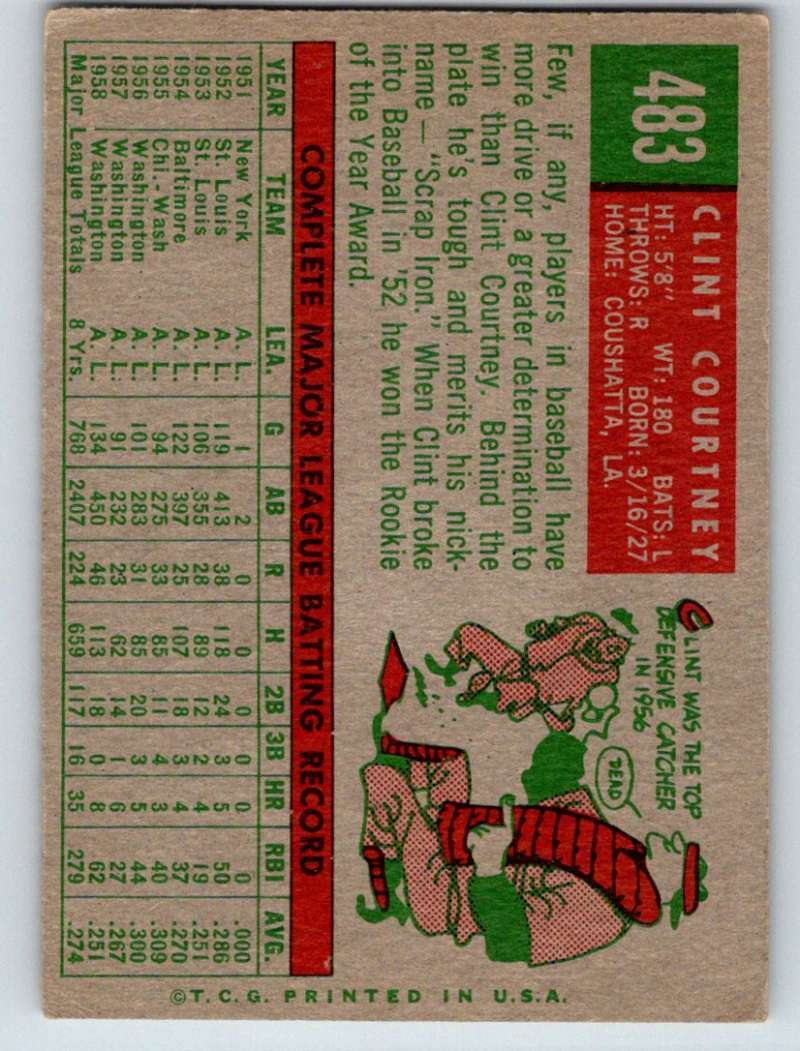 483
CLINT COURTNEY
HT: 5'8" WT: 180 BATS: L
THROWS: R BORN: 3/16/27
HOME: COUSHATTA, LA.
Few, if any, players in baseball have
more drive or a greater determination to
win than Clint Courtney. Behind the
plate he's tough and merits his nick-
name — "Scrap Iron." When Clint broke
into Baseball in '52 he won the Rookie
of the Year Award.
CLINT WAS THE TOP
DEFENSIVE CATCHER
IN 1956
DEAD
COMPLETE MAJOR LEAGUE BATTING RECORD
YEAR TEAM LEA. G AB R H 2B 3B HR RBI AVG.
1951 New York A. L. 1 2 0 0 0 0 0 0 .000
1952 St. Louis A. L. 119 413 38 118 24 3 5 50 .286
1953 St. Louis A. L. 106 355 28 89 12 2 4 19 .251
1954 Baltimore A. L. 122 397 25 107 18 3 4 37 .270
1955 Chi.-Wash A. L. 94 275 33 85 11 4 3 40 .309
1956 Washington A. L. 101 283 31 85 20 3 5 44 .300
1957 Washington A. L. 91 232 23 62 14 1 6 27 .267
1958 Washington A. L. 134 450 46 113 18 0 8 62 .251
Major League Totals 8 Yrs. 768 2407 224 659 117 16 35 279 .274
©T.C.G. PRINTED IN U.S.A.